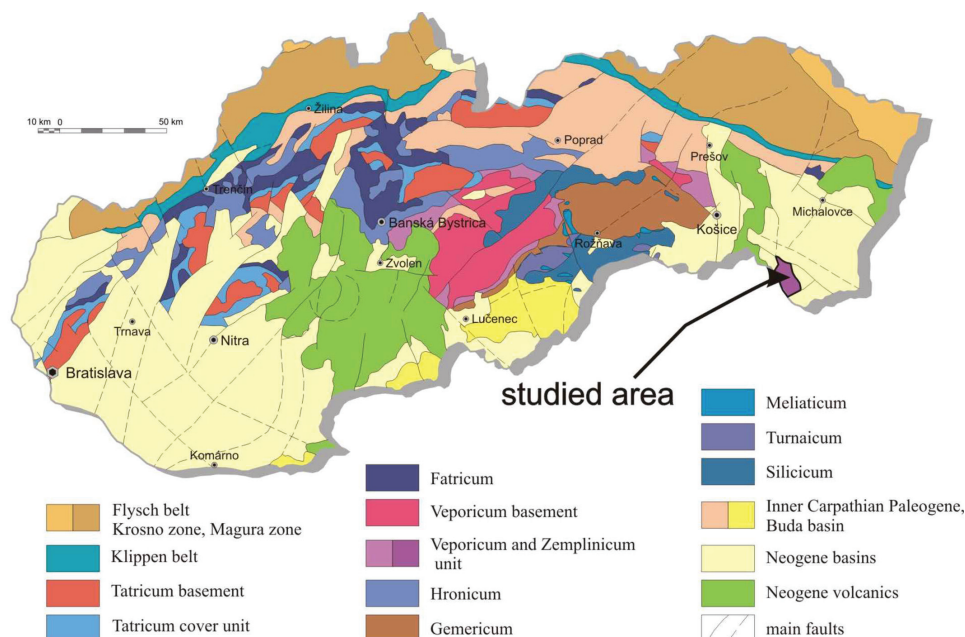 10 km 0 50 km
Žilina
Poprad
Prešov
Trenčín
Michalovce
Banská Bystrica
Košice
Rožňava
Zvolen
Lučenec
Trnava
Nitra
Bratislava
studied area
Komárno
Flysch belt
Krosno zone, Magura zone
Klippen belt
Tatricum basement
Tatricum cover unit
Fatricum
Veporicum basement
Veporicum and Zemplinicum
unit
Hronicum
Gemericum
Meliaticum
Turnaicum
Silicicum
Inner Carpathian Paleogene,
Buda basin
Neogene basins
Neogene volcanics
main faults